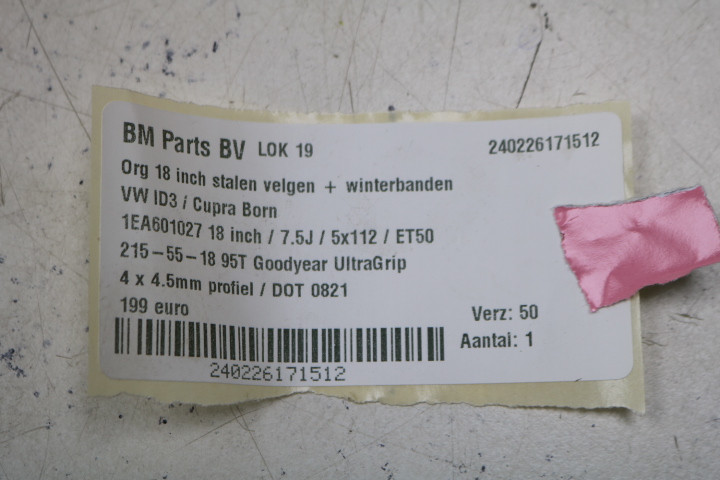 BM Parts BV LOK 19 240226171512
Org 18 inch stalen velgen + winterbanden
VW ID3 / Cupra Born
1EA601027 18 inch / 7.5J / 5x112 / ET50
215-55-18 95T Goodyear UltraGrip
4 x 4.5mm profiel / DOT 0821
199 euro Verz: 50
Aantal: 1
240226171512